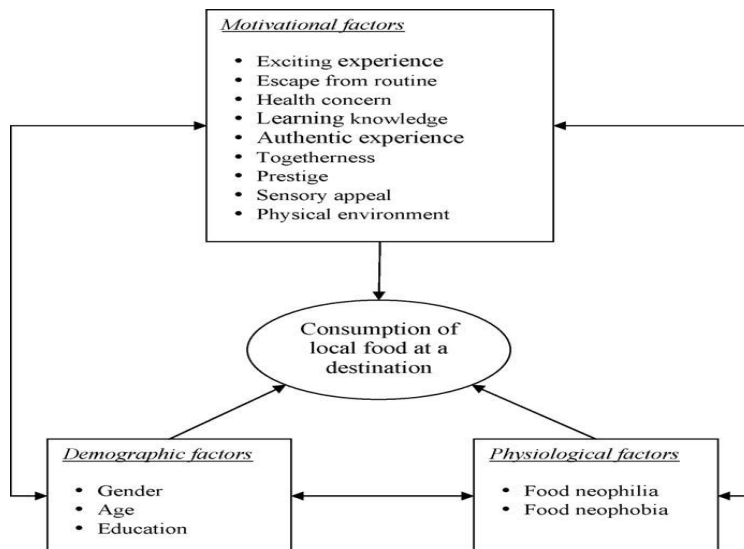 Motivational factors
• Exciting experience
• Escape from routine
• Health concern
• Learning knowledge
• Authentic experience
• Togetherness
• Prestige
• Sensory appeal
• Physical environment
Consumption of
local food at a
destination
Demographic factors
• Gender
• Age
• Education
Physiological factors
• Food neophilia
• Food neophobia